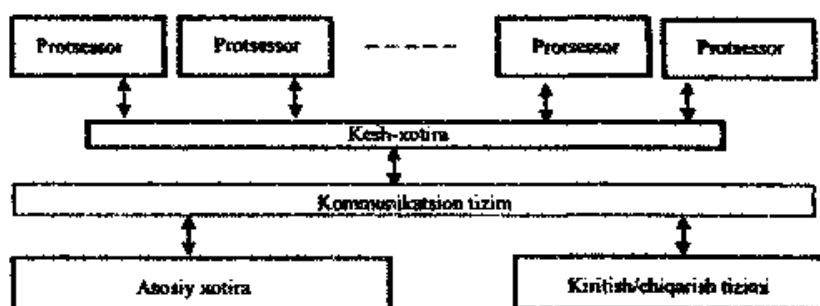 Protsessor Protsessor Protsessor Protsessor
Kesh-xotira
Kommunikatsion tizim
Asosiy xotira Kiritish/chiqarish tizimi